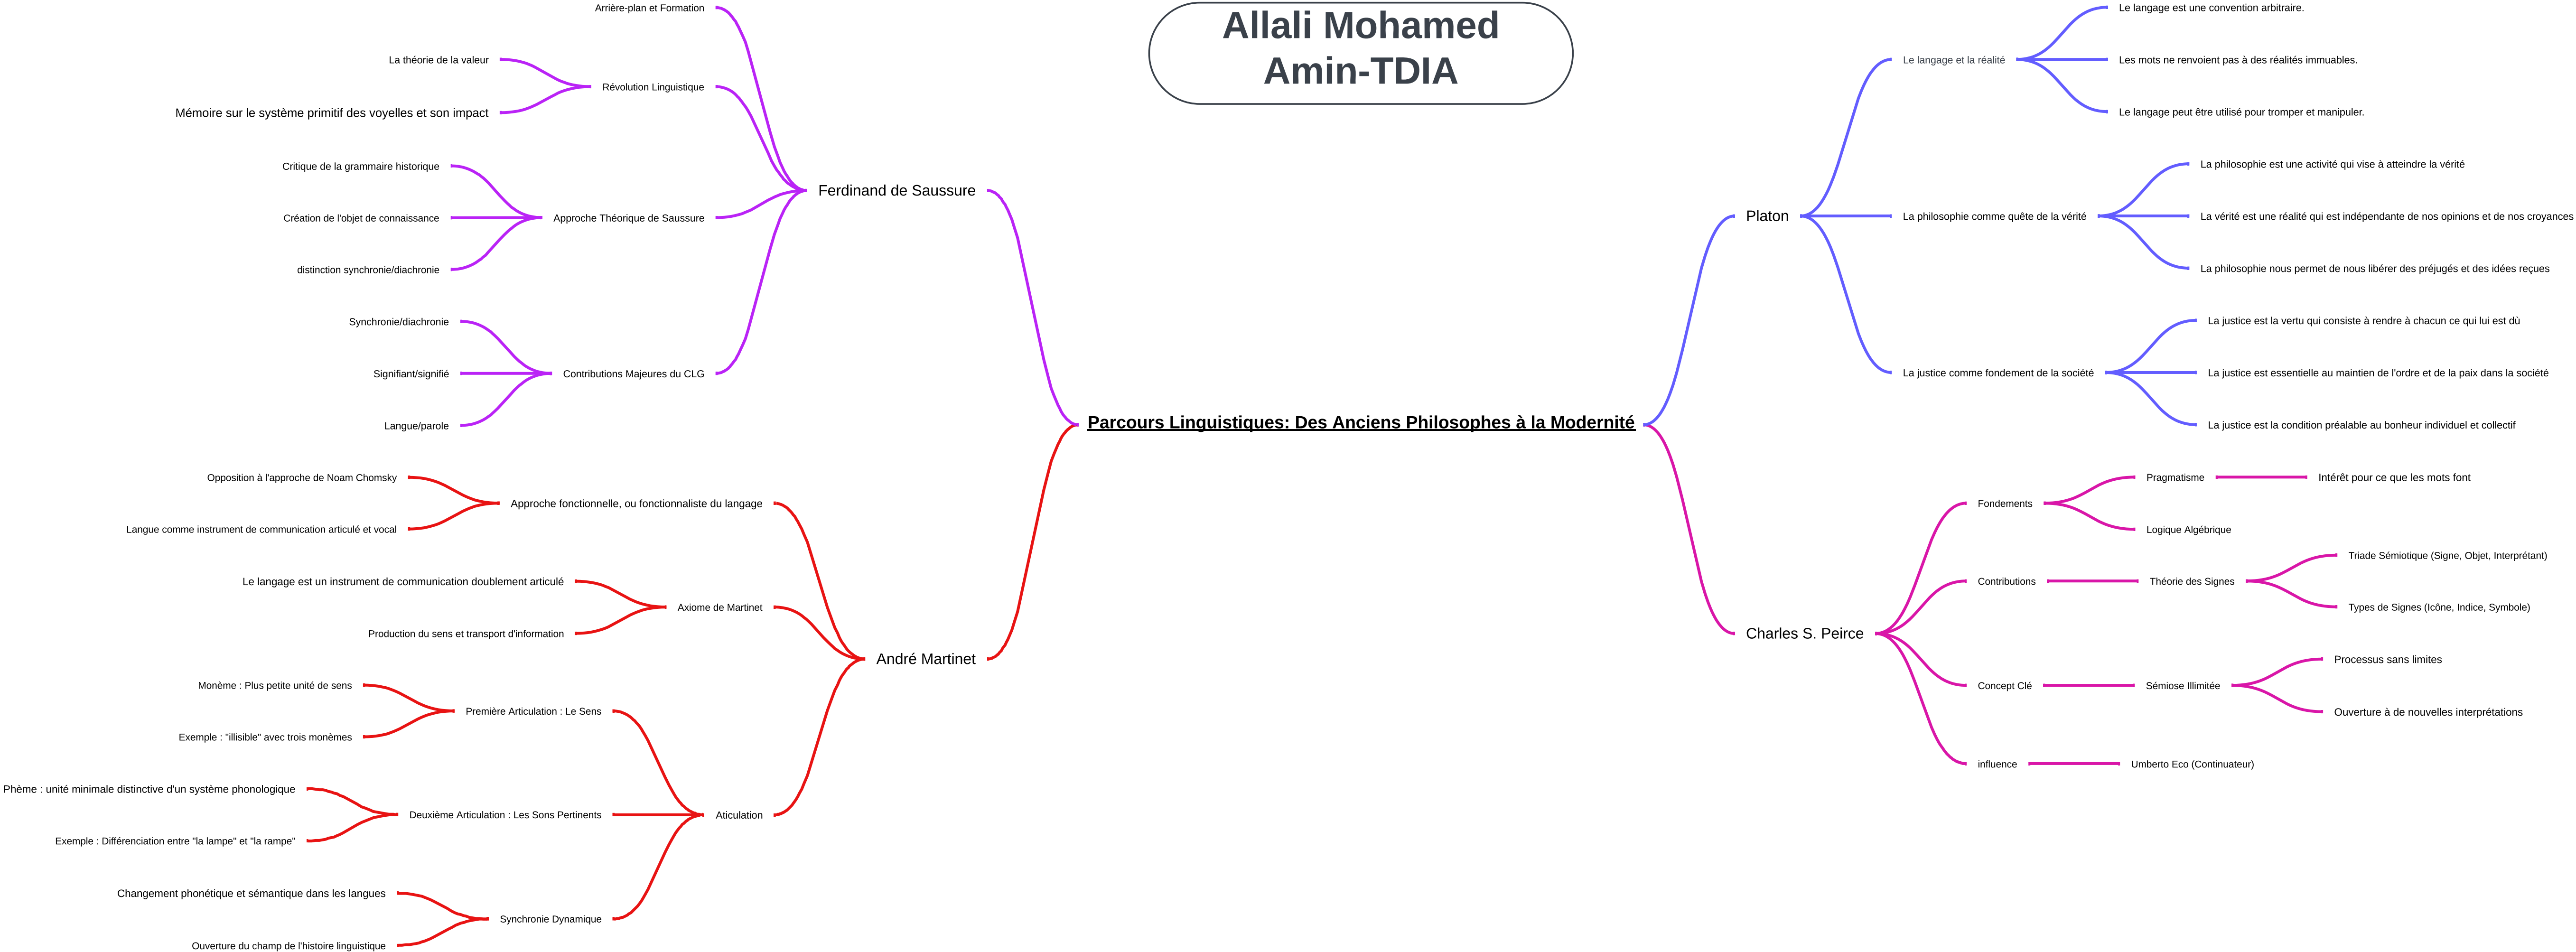 Allali Mohamed
Amin-TDIA
Parcours Linguistiques: Des Anciens Philosophes à la Modernité
Ferdinand de Saussure
Arrière-plan et Formation
Révolution Linguistique
La théorie de la valeur
Mémoire sur le système primitif des voyelles et son impact
Approche Théorique de Saussure
Critique de la grammaire historique
Création de l'objet de connaissance
distinction synchronie/diachronie
Contributions Majeures du CLG
Synchronie/diachronie
Signifiant/signifié
Langue/parole
André Martinet
Approche fonctionnelle, ou fonctionnaliste du langage
Opposition à l'approche de Noam Chomsky
Langue comme instrument de communication articulé et vocal
Axiome de Martinet
Le langage est un instrument de communication doublement articulé
Production du sens et transport d'information
Aticulation
Première Articulation : Le Sens
Monème : Plus petite unité de sens
Exemple : "illisible" avec trois monèmes
Deuxième Articulation : Les Sons Pertinents
Phème : unité minimale distinctive d'un système phonologique
Exemple : Différenciation entre "la lampe" et "la rampe"
Synchronie Dynamique
Changement phonétique et sémantique dans les langues
Ouverture du champ de l'histoire linguistique
Platon
Le langage et la réalité
Le langage est une convention arbitraire.
Les mots ne renvoient pas à des réalités immuables.
Le langage peut être utilisé pour tromper et manipuler.
La philosophie comme quête de la vérité
La philosophie est une activité qui vise à atteindre la vérité
La vérité est une réalité qui est indépendante de nos opinions et de nos croyances
La philosophie nous permet de nous libérer des préjugés et des idées reçues
La justice comme fondement de la société
La justice est la vertu qui consiste à rendre à chacun ce qui lui est dù
La justice est essentielle au maintien de l'ordre et de la paix dans la société
La justice est la condition préalable au bonheur individuel et collectif
Charles S. Peirce
Fondements
Pragmatisme
Intérêt pour ce que les mots font
Logique Algébrique
Contributions
Théorie des Signes
Triade Sémiotique (Signe, Objet, Interprétant)
Types de Signes (Icône, Indice, Symbole)
Concept Clé
Sémiose Illimitée
Processus sans limites
Ouverture à de nouvelles interprétations
influence
Umberto Eco (Continuateur)